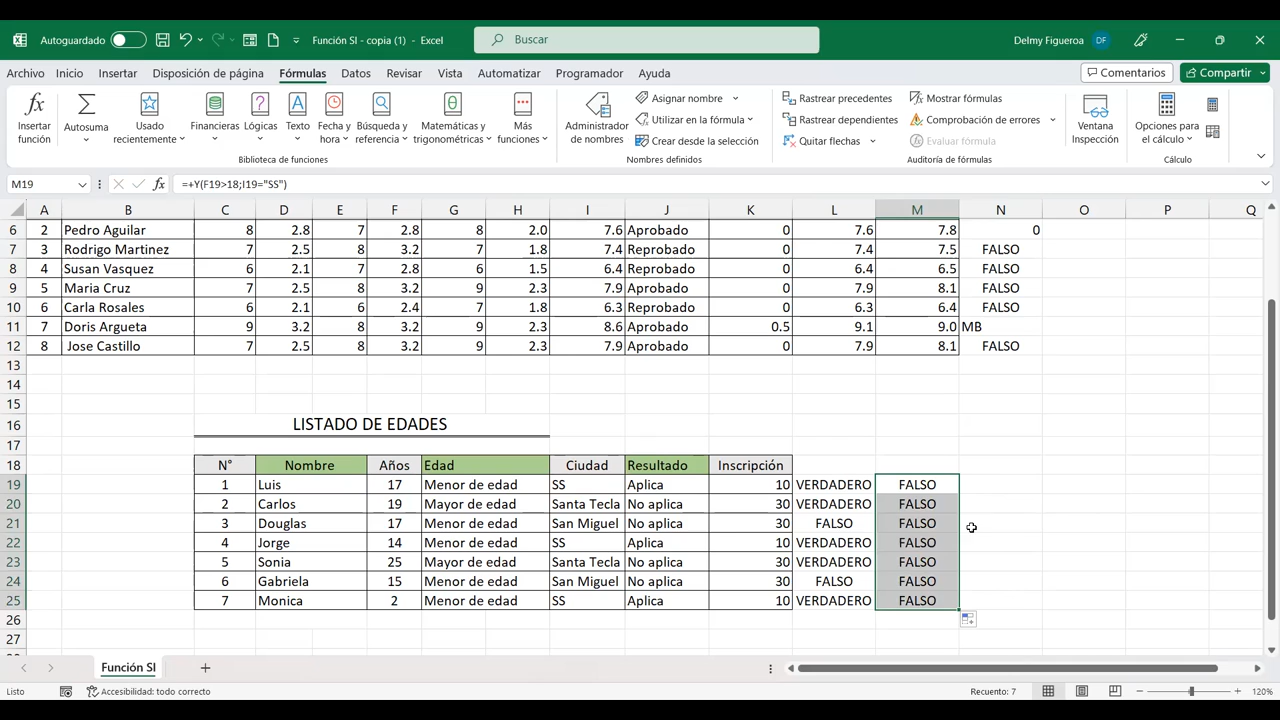 Autoguardado
Función SI - copia (1) - Excel
Buscar
Delmy Figueroa DF
Archivo Inicio Insertar Disposición de página Fórmulas Datos Revisar Vista Automatizar Programador Ayuda Comentarios Compartir
Insertar función
Autosuma
Usado recientemente
Financieras
Lógicas
Texto
Fecha y hora
Búsqueda y referencia
Matemáticas y trigonométricas
Más funciones
Biblioteca de funciones
Administrador de nombres
Asignar nombre
Utilizar en la fórmula
Crear desde la selección
Nombres definidos
Rastrear precedentes
Rastrear dependientes
Quitar flechas
Mostrar fórmulas
Comprobación de errores
Evaluar fórmula
Auditoría de fórmulas
Ventana Inspección
Opciones para el cálculo
Cálculo
M19 fx =+Y(F19>18;I19="SS")
A B C D E F G H I J K L M N O P Q
6 2 Pedro Aguilar 8 2.8 7 2.8 8 2.0 7.6 Aprobado 0 7.6 7.8 0
7 3 Rodrigo Martinez 7 2.5 8 3.2 7 1.8 7.4 Reprobado 0 7.4 7.5 FALSO
8 4 Susan Vasquez 6 2.1 7 2.8 6 1.5 6.4 Reprobado 0 6.4 6.5 FALSO
9 5 Maria Cruz 7 2.5 8 3.2 9 2.3 7.9 Aprobado 0 7.9 8.1 FALSO
10 6 Carla Rosales 6 2.1 6 2.4 7 1.8 6.3 Reprobado 0 6.3 6.4 FALSO
11 7 Doris Argueta 9 3.2 8 3.2 9 2.3 8.6 Aprobado 0.5 9.1 9.0 MB
12 8 Jose Castillo 7 2.5 8 3.2 9 2.3 7.9 Aprobado 0 7.9 8.1 FALSO
13
14
15
16 LISTADO DE EDADES
17
18 N° Nombre Años Edad Ciudad Resultado Inscripción
19 1 Luis 17 Menor de edad SS Aplica 10 VERDADERO FALSO
20 2 Carlos 19 Mayor de edad Santa Tecla No aplica 30 VERDADERO FALSO
21 3 Douglas 17 Menor de edad San Miguel No aplica 30 FALSO FALSO
22 4 Jorge 14 Menor de edad SS Aplica 10 VERDADERO FALSO
23 5 Sonia 25 Mayor de edad Santa Tecla No aplica 30 VERDADERO FALSO
24 6 Gabriela 15 Menor de edad San Miguel No aplica 30 FALSO FALSO
25 7 Monica 2 Menor de edad SS Aplica 10 VERDADERO FALSO
26
27
Función SI
Listo Accesibilidad: todo correcto Recuento: 7 120%